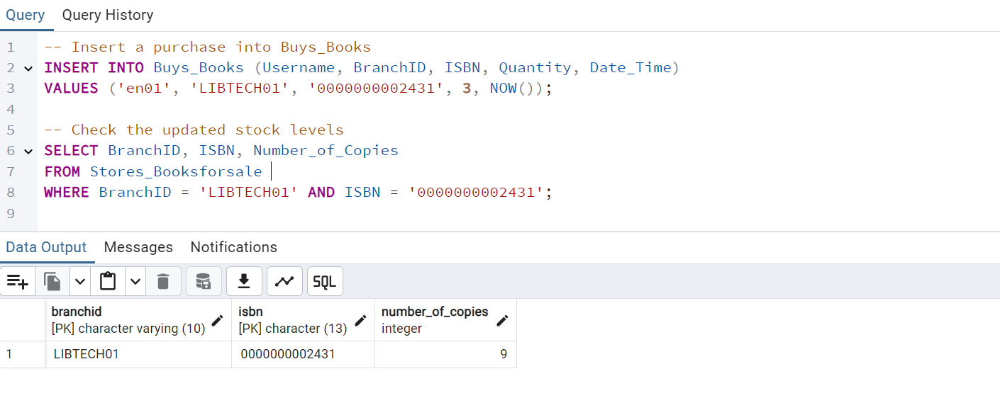 Query Query History
1 -- Insert a purchase into Buys_Books
2 INSERT INTO Buys_Books (Username, BranchID, ISBN, Quantity, Date_Time)
3 VALUES ('en01', 'LIBTECH01', '0000000002431', 3, NOW());
4
5 -- Check the updated stock levels
6 SELECT BranchID, ISBN, Number_of_Copies
7 FROM Stores_Booksforsale
8 WHERE BranchID = 'LIBTECH01' AND ISBN = '0000000002431';
9
Data Output Messages Notifications
SQL
branchid isbn number_of_copies
[PK] character varying (10) [PK] character (13) integer
1 LIBTECH01 0000000002431 9